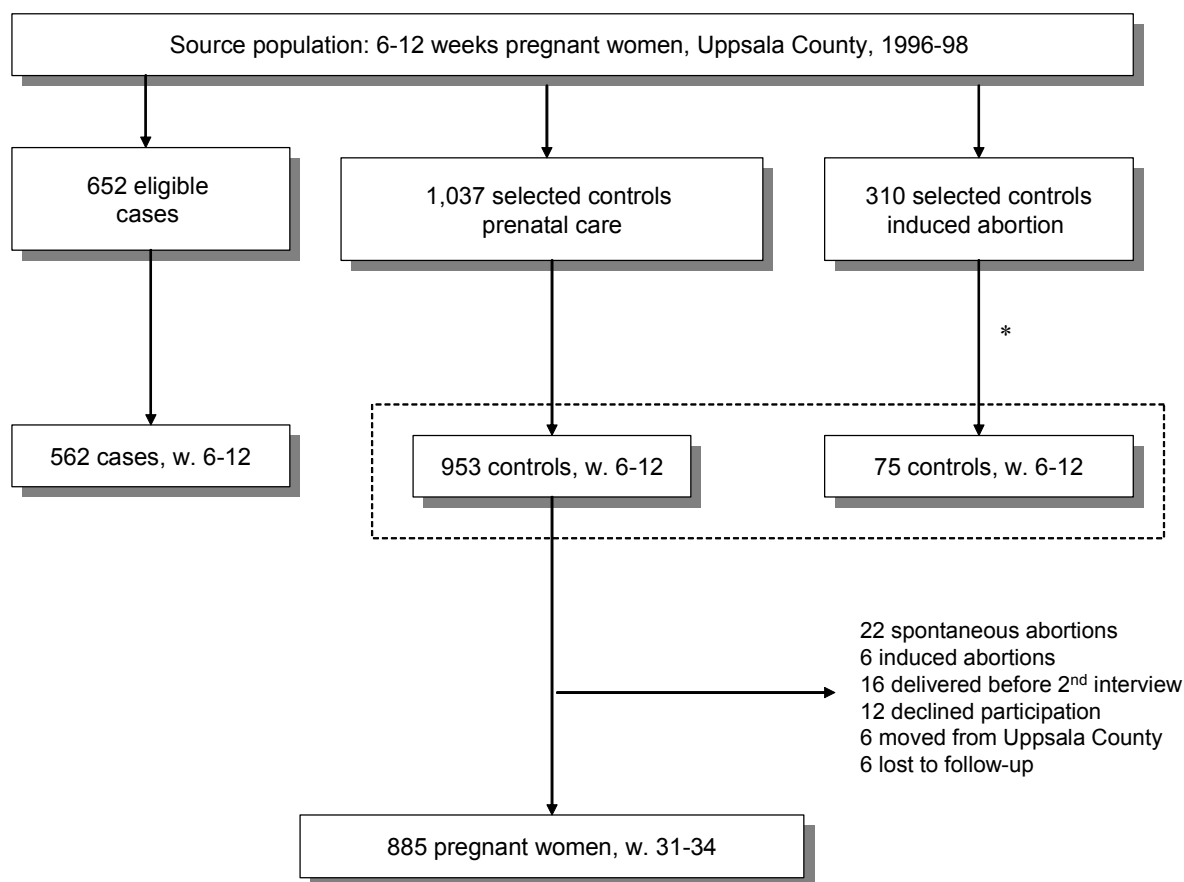 Source population: 6-12 weeks pregnant women, Uppsala County, 1996-98
652 eligible
cases
1,037 selected controls
prenatal care
310 selected controls
induced abortion
*
562 cases, w. 6-12
953 controls, w. 6-12
75 controls, w. 6-12
22 spontaneous abortions
6 induced abortions
16 delivered before 2nd interview
12 declined participation
6 moved from Uppsala County
6 lost to follow-up
885 pregnant women, w. 31-34